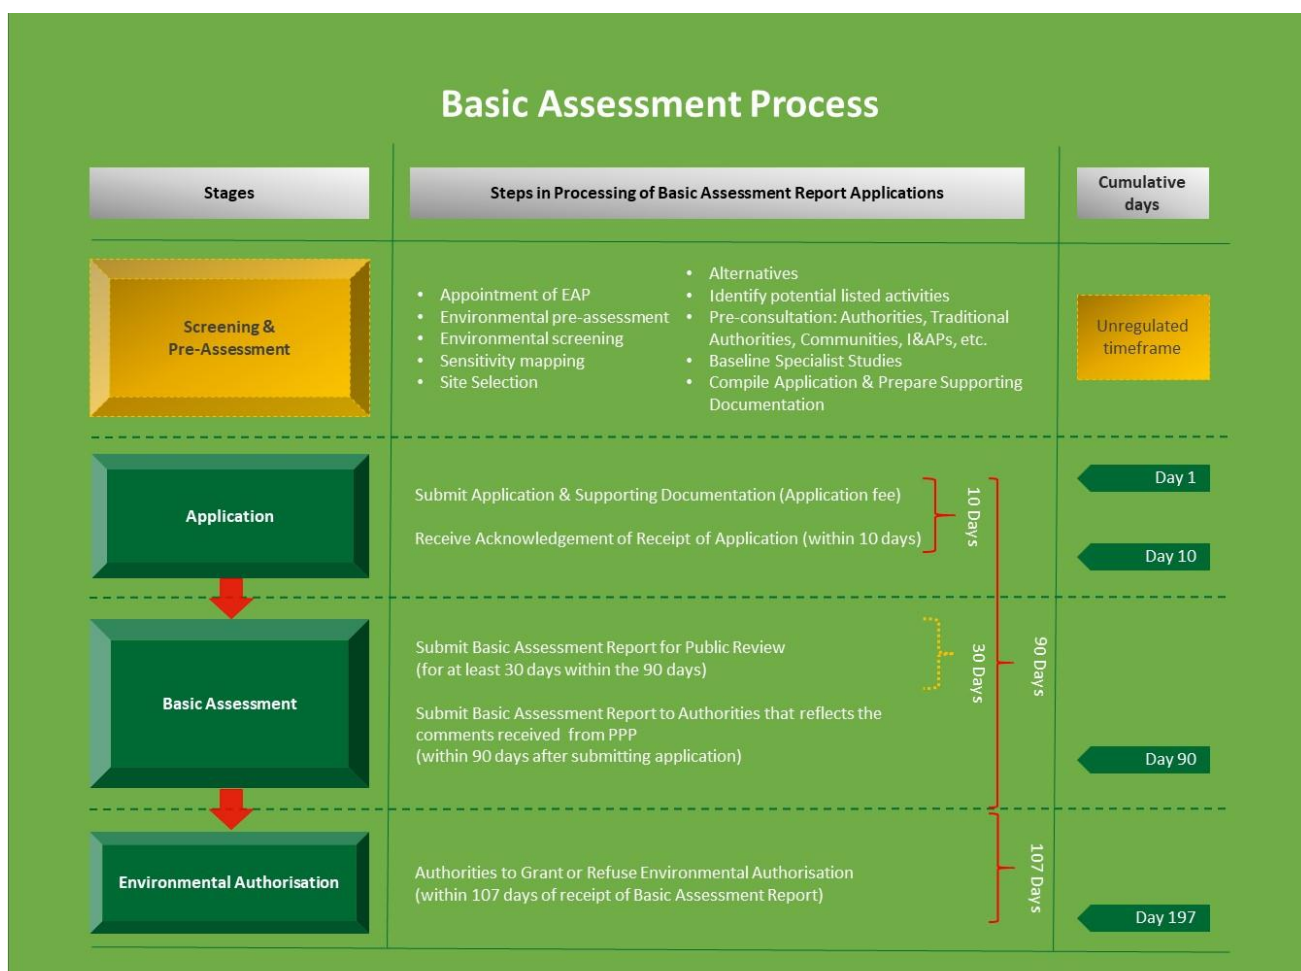 Basic Assessment Process
Stages
Steps in Processing of Basic Assessment Report Applications
Cumulative
days
Screening &
Pre-Assessment
• Appointment of EAP
• Environmental pre-assessment
• Environmental screening
• Sensitivity mapping
• Site Selection
• Alternatives
• Identify potential listed activities
• Pre-consultation: Authorities, Traditional
Authorities, Communities, I&APs, etc.
• Baseline Specialist Studies
• Compile Application & Prepare Supporting
Documentation
Unregulated
timeframe
Application
Submit Application & Supporting Documentation (Application fee)
Receive Acknowledgement of Receipt of Application (within 10 days)
10 Days
Day 1
Day 10
Basic Assessment
Submit Basic Assessment Report for Public Review
(for at least 30 days within the 90 days)
Submit Basic Assessment Report to Authorities that reflects the
comments received from PPP
(within 90 days after submitting application)
30 Days
90 Days
Day 90
Environmental Authorisation
Authorities to Grant or Refuse Environmental Authorisation
(within 107 days of receipt of Basic Assessment Report)
107 Days
Day 197